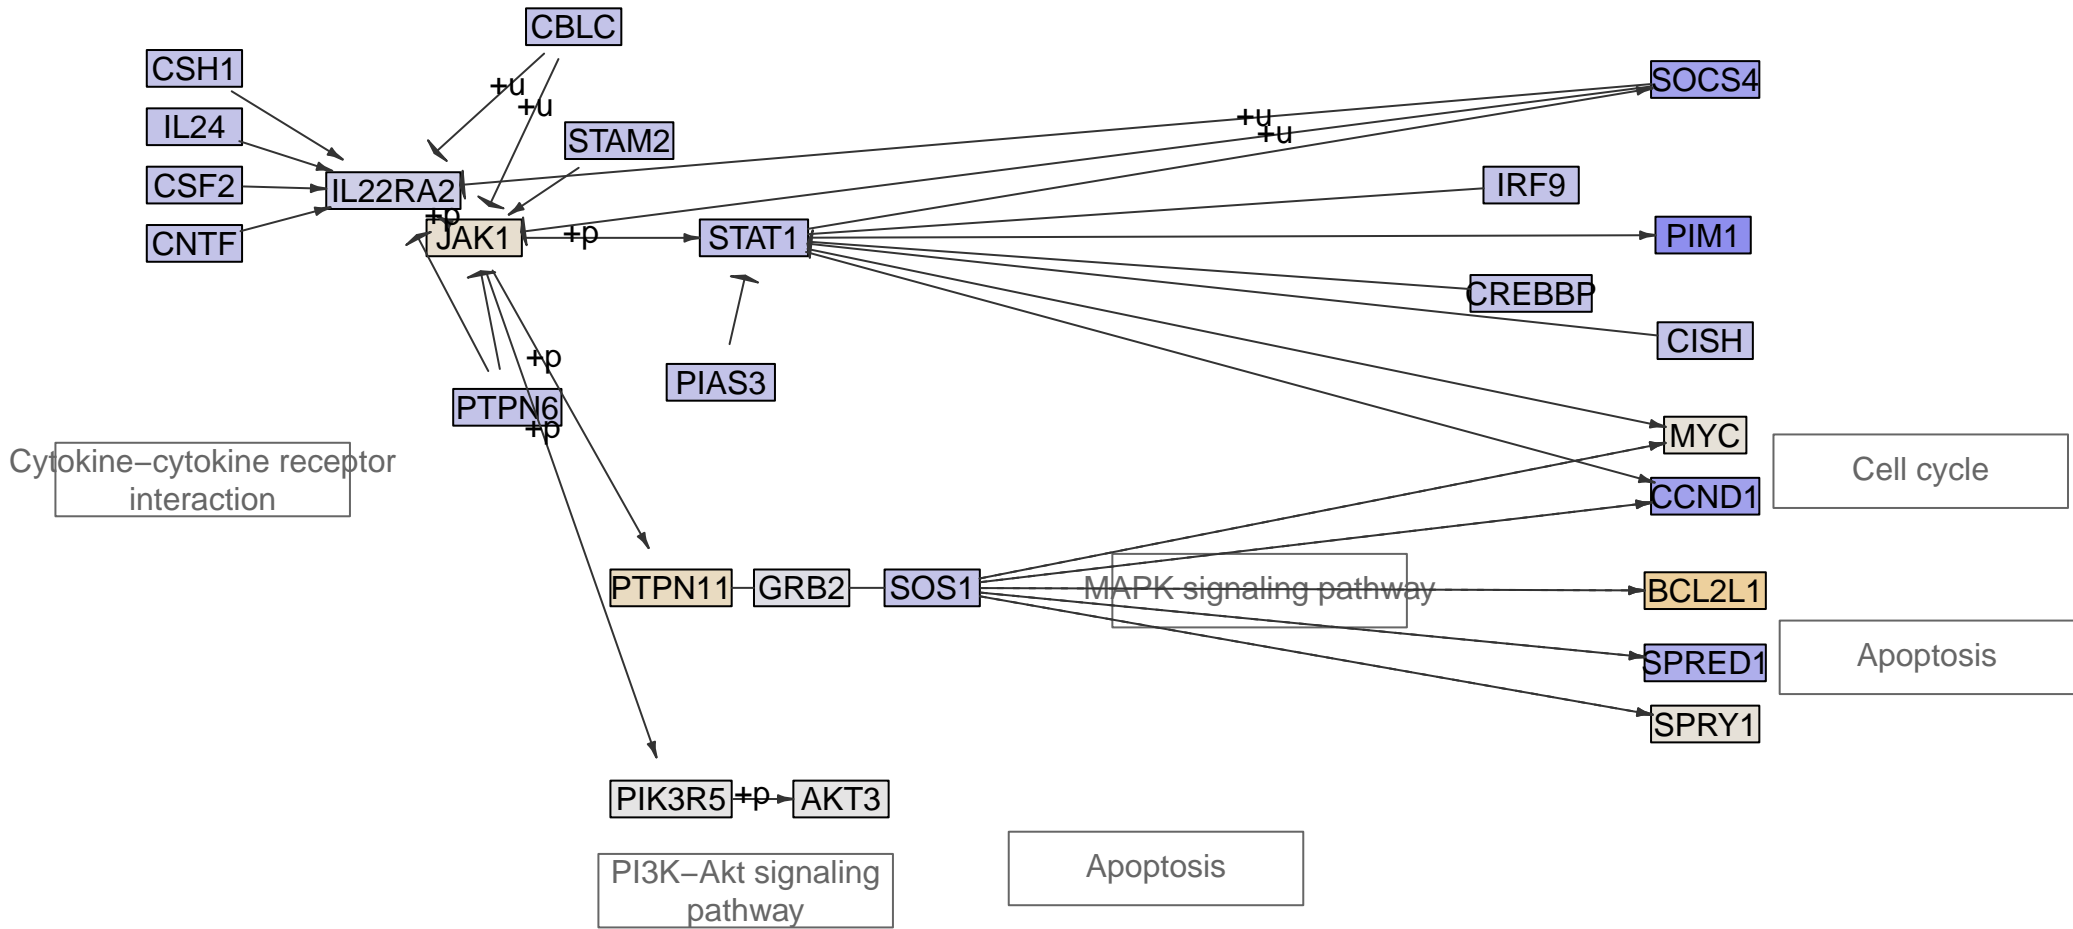 CBLC
CSH1
+u
SOCS4
+u
IL24
+u
+u
STAM2
CSF2
IL22RA2
IRF9
+p
CNTF
JAK1
+p
STAT1
PIM1
CREBBP
CISH
+p
PIAS3
PTPN6
+p
MYC
Cytokine–cytokine receptor
interaction
Cell cycle
CCND1
PTPN11
GRB2
SOS1
MAPK signaling pathway
BCL2L1
SPRED1
Apoptosis
SPRY1
PIK3R5
+p
AKT3
PI3K–Akt signaling
pathway
Apoptosis